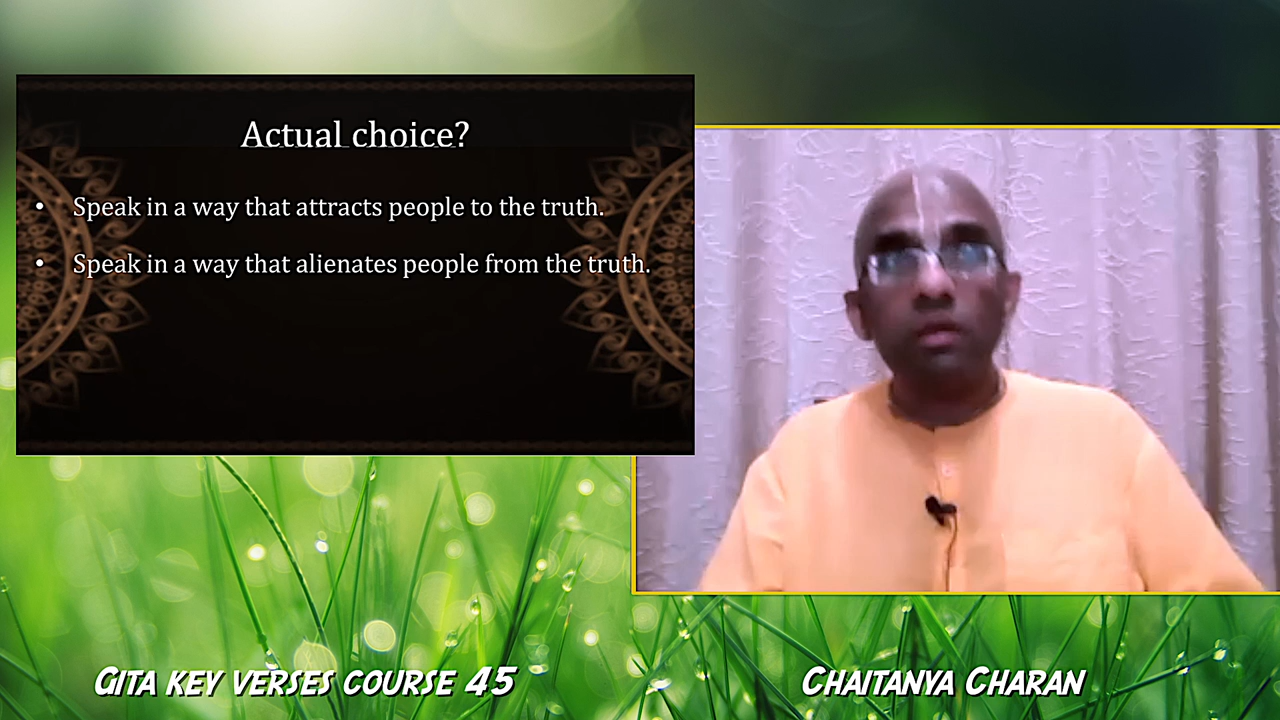 Actual choice?
• Speak in a way that attracts people to the truth.
• Speak in a way that alienates people from the truth.
GITA KEY VERSES COURSE 45
CHAITANYA CHARAN